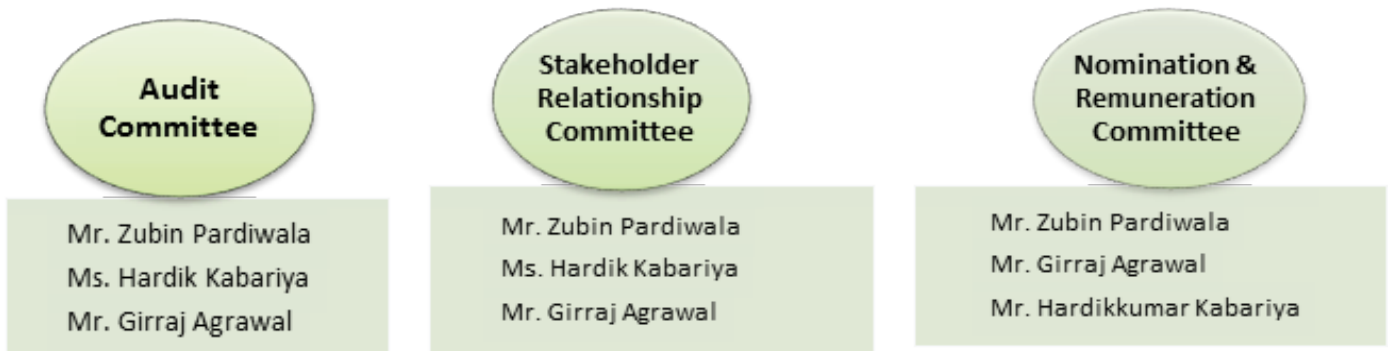 Audit
Committee
Mr. Zubin Pardiwala
Ms. Hardik Kabariya
Mr. Girraj Agrawal
Stakeholder
Relationship
Committee
Mr. Zubin Pardiwala
Ms. Hardik Kabariya
Mr. Girraj Agrawal
Nomination &
Remuneration
Committee
Mr. Zubin Pardiwala
Mr. Girraj Agrawal
Mr. Hardikkumar Kabariya